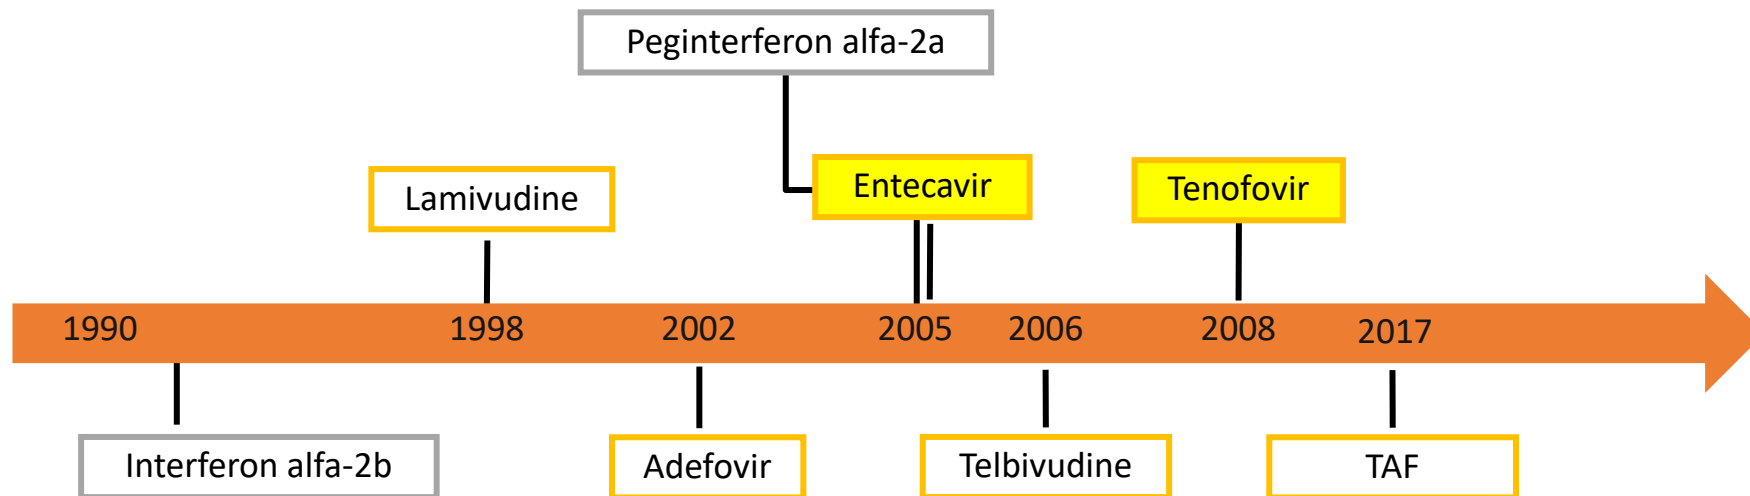 Peginterferon alfa-2a
Lamivudine
Entecavir
Tenofovir
1990
1998
2002
2005
2006
2008
2017
Interferon alfa-2b
Adefovir
Telbivudine
TAF